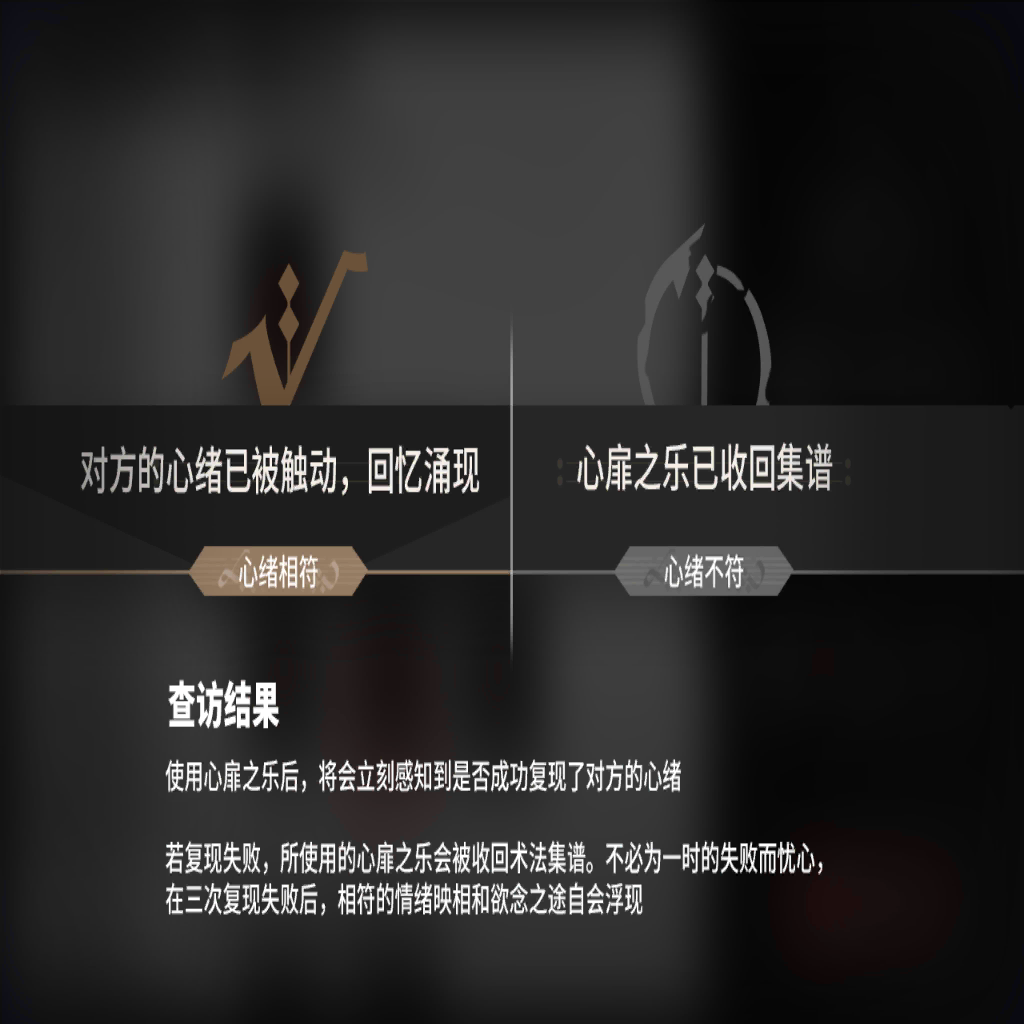 对方的心绪已被触动，回忆涌现
心扉之乐已收回集谱
心绪相符
心绪不符
查访结果
使用心扉之乐后，将会立刻感知到是否成功复现了对方的心绪
若复现失败，所使用的心扉之乐会被收回术法集谱。不必为一时的失败而忧心，
在三次复现失败后，相符的情绪映相和欲念之途自会浮现